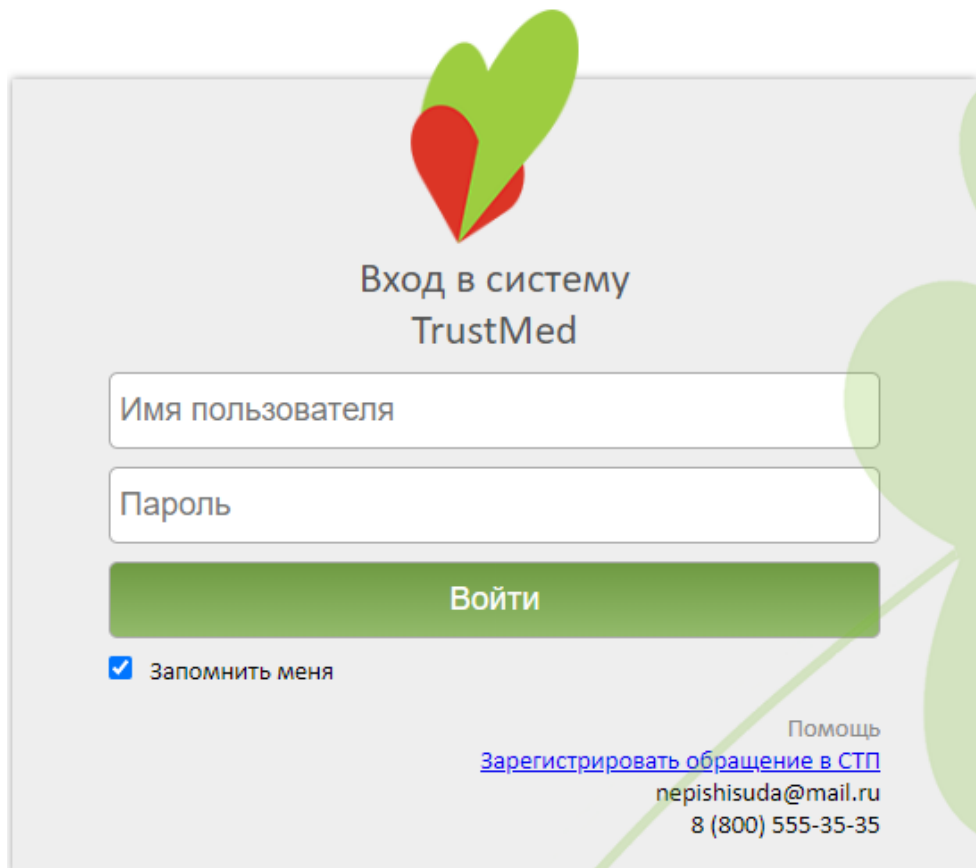 Вход в систему
TrustMed
Имя пользователя
Пароль
Войти
Запомнить меня
Помощь
Зарегистрировать обращение в СТП
nepishisuda@mail.ru
8 (800) 555-35-35